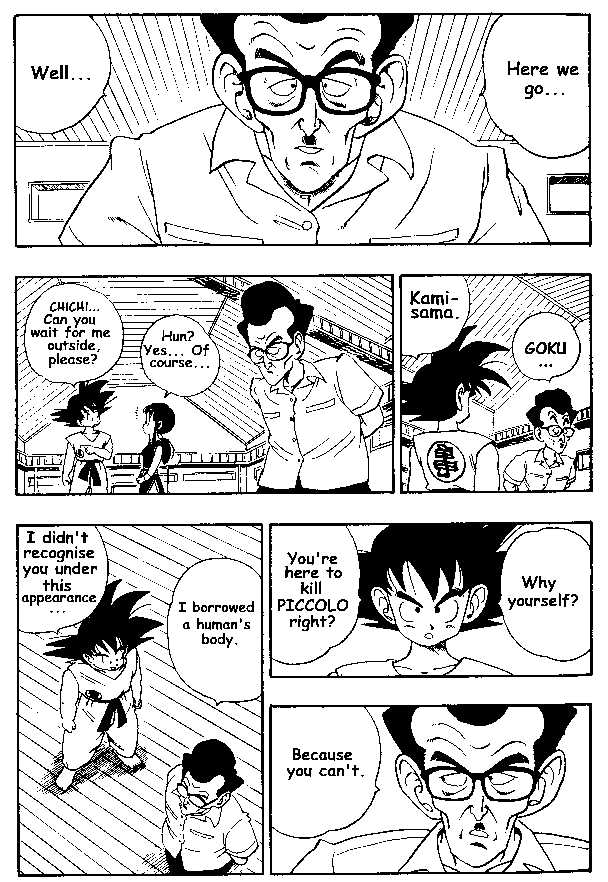 Well...
Here we
go...
CHICHI...
Can you
wait for me
outside,
please?
Hun?
Yes... Of
course...
Kami-
sama.
GOKU
...
I didn't
recognise
you under
this
appearance
...
I borrowed
a human's
body.
You're
here to
kill
PICCOLO
right?
Why
yourself?
Because
you can't.